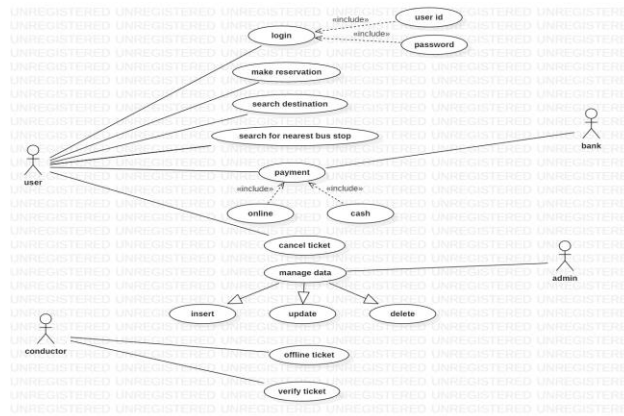 user id
«include»
login
«include»
password
make reservation
search destination
search for nearest bus stop
bank
user
payment
«include»
«include»
online
cash
cancel ticket
manage data
admin
insert
update
delete
conductor
offline ticket
verify ticket
UNREGISTERED